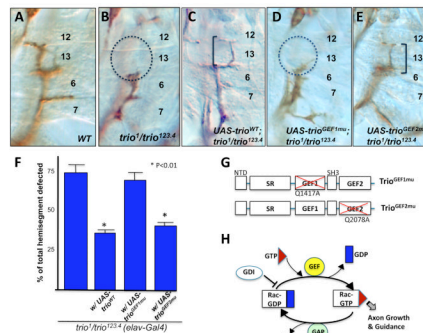 A
12
13
6
7
WT
B
12
13
6
7
trio¹/trio¹²³·⁴
C
12
13
6
7
UAS-trioᵂᵀ;
trio¹/trio¹²³·⁴
D
12
13
6
7
UAS-trioᴳᴱᶠ¹ᵐᵘ;
trio¹/trio¹²³·⁴
E
12
13
6
7
UAS-trioᴳᴱᶠ²ᵐᵘ;
trio¹/trio¹²³·⁴
F
% of total hemisegment defected
75
50
25
* P<0.01
*
*
w/ UAS-
trioᵂᵀ
w/ UAS-
trioᴳᴱᶠ¹ᵐᵘ
w/ UAS-
trioᴳᴱᶠ²ᵐᵘ
trio¹/trio¹²³·⁴ (elav-Gal4)
G
NTD
SH3
SR
GEF1
GEF2
Trioᴳᴱᶠ¹ᵐᵘ
Q1417A
SR
GEF1
GEF2
Trioᴳᴱᶠ²ᵐᵘ
Q2078A
H
GTP
GEF
GDP
GDI
Rac-
GDP
Rac-
GTP
Axon Growth
& Guidance
GAP